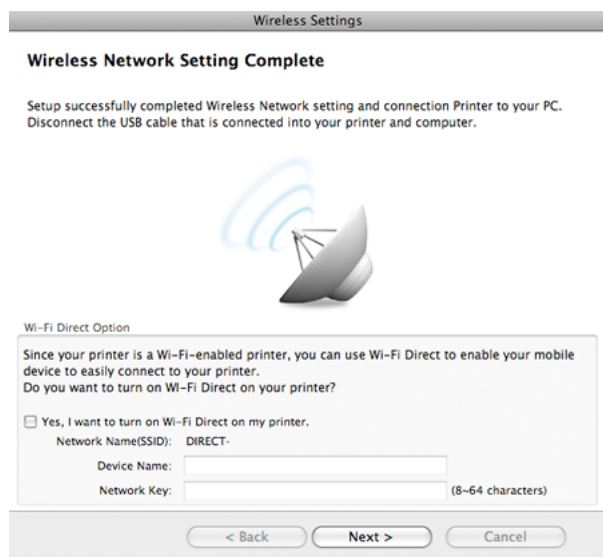 Wireless Settings
Wireless Network Setting Complete
Setup successfully completed Wireless Network setting and connection Printer to your PC.
Disconnect the USB cable that is connected into your printer and computer.
Wi-Fi Direct Option
Since your printer is a Wi-Fi-enabled printer, you can use Wi-Fi Direct to enable your mobile
device to easily connect to your printer.
Do you want to turn on WI-Fi Direct on your printer?
Yes, I want to turn on Wi-Fi Direct on my printer.
Network Name(SSID): DIRECT-
Device Name:
Network Key: (8~64 characters)
< Back Next > Cancel